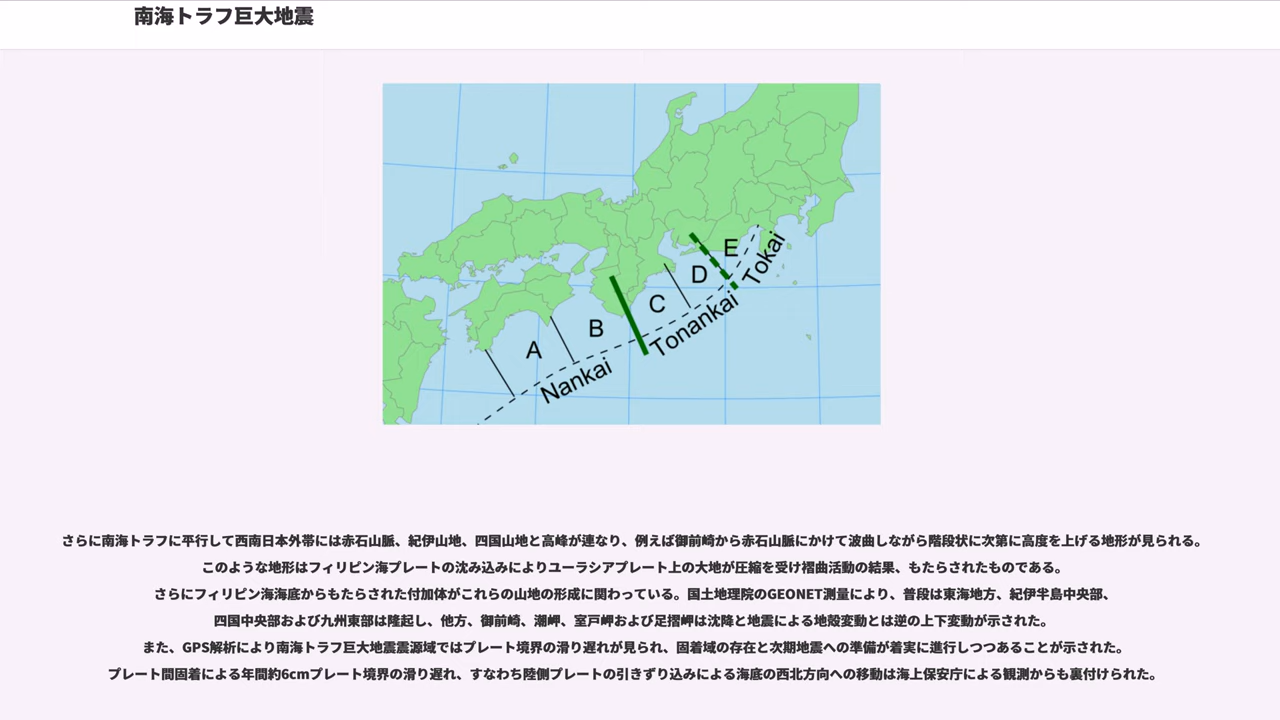 南海トラフ巨大地震
E
D
C
B
A
Tokai
Tonankai
Nankai
さらに南海トラフに平行して西南日本外帯には赤石山脈、紀伊山地、四国山地と高峰が連なり、例えば御前崎から赤石山脈にかけて波曲しながら階段状に次第に高度を上げる地形が見られる。
このような地形はフィリピン海プレートの沈み込みによりユーラシアプレート上の大地が圧縮を受け褶曲活動の結果、もたらされたものである。
さらにフィリピン海海底からもたらされた付加体がこれらの山地の形成に関わっている。国土地理院のGEONET測量により、普段は東海地方、紀伊半島中央部、
四国中央部および九州東部は隆起し、他方、御前崎、潮岬、室戸岬および足摺岬は沈降と地震による地殻変動とは逆の上下変動が示された。
また、GPS解析により南海トラフ巨大地震震源域ではプレート境界の滑り遅れが見られ、固着域の存在と次期地震への準備が着実に進行しつつあることが示された。
プレート間固着による年間約6cmプレート境界の滑り遅れ、すなわち陸側プレートの引きずり込みによる海底の西北方向への移動は海上保安庁による観測からも裏付けられた。